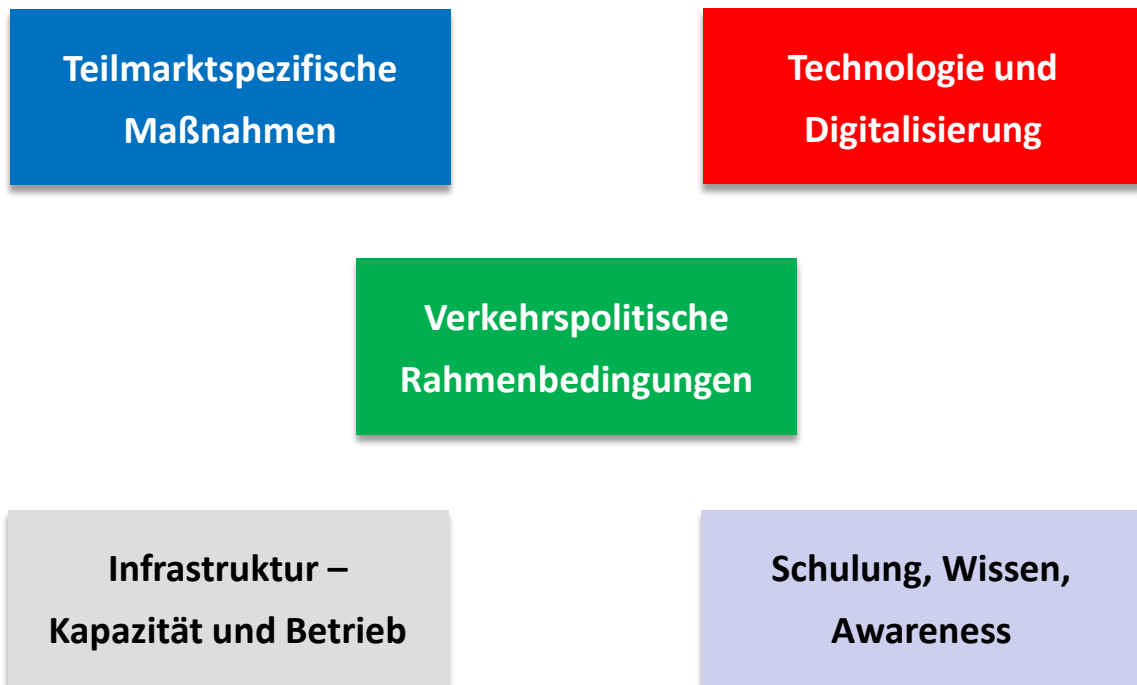 Teilmarktspezifische
Maßnahmen
Technologie und
Digitalisierung
Verkehrspolitische
Rahmenbedingungen
Infrastruktur –
Kapazität und Betrieb
Schulung, Wissen,
Awareness